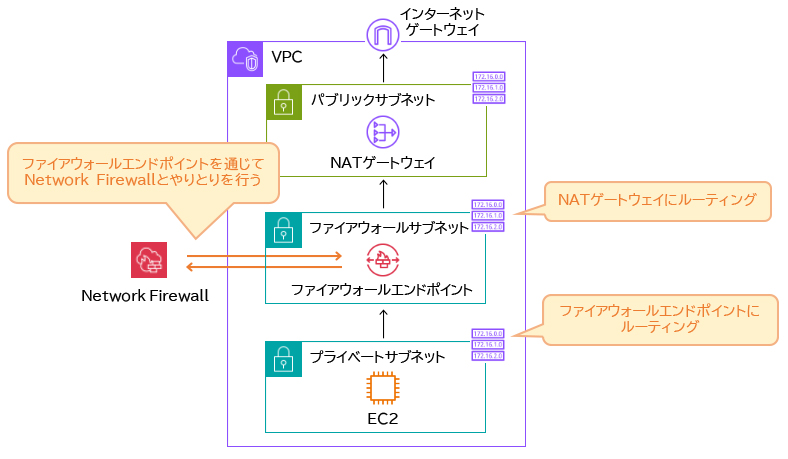 インターネット
ゲートウェイ
VPC
172.16.0.0
172.16.1.0
172.16.2.0
パブリックサブネット
NATゲートウェイ
ファイアウォールエンドポイントを通じて
Network Firewallとやりとりを行う
172.16.0.0
172.16.1.0
172.16.2.0
NATゲートウェイにルーティング
ファイアウォールサブネット
ファイアウォールエンドポイント
Network Firewall
ファイアウォールエンドポイントに
ルーティング
172.16.0.0
172.16.1.0
172.16.2.0
プライベートサブネット
EC2